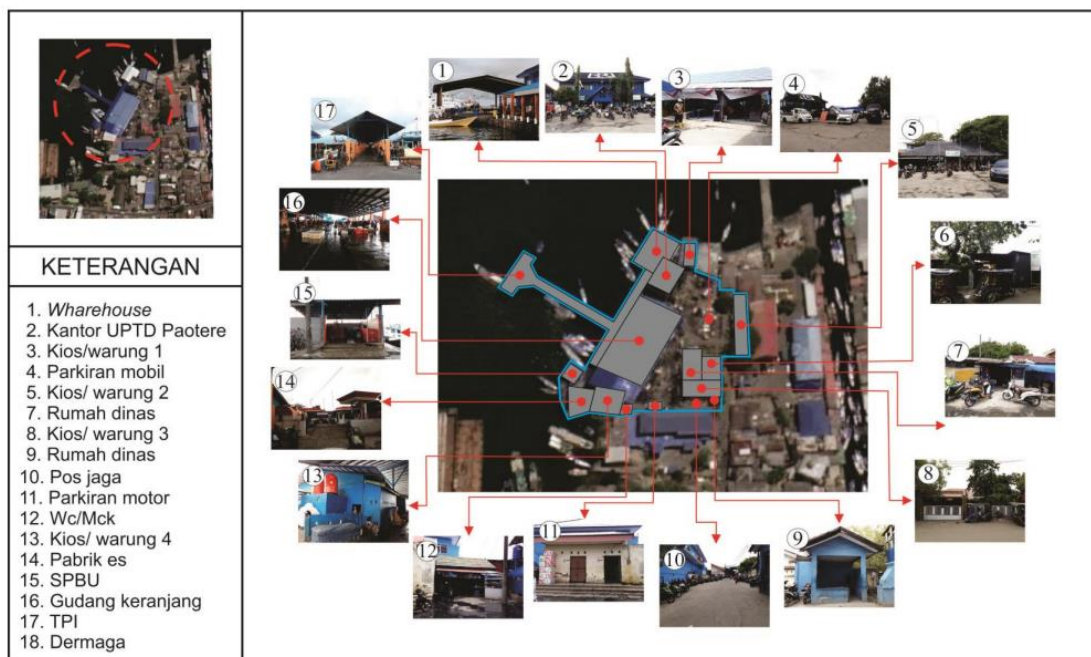 KETERANGAN
1. Wharehouse
2. Kantor UPTD Paotere
3. Kios/warung 1
4. Parkiran mobil
5. Kios/ warung 2
7. Rumah dinas
8. Kios/ warung 3
9. Rumah dinas
10. Pos jaga
11. Parkiran motor
12. Wc/Mck
13. Kios/ warung 4
14. Pabrik es
15. SPBU
16. Gudang keranjang
17. TPI
18. Dermaga
1
2
3
4
5
6
7
8
9
10
11
12
13
14
15
16
17